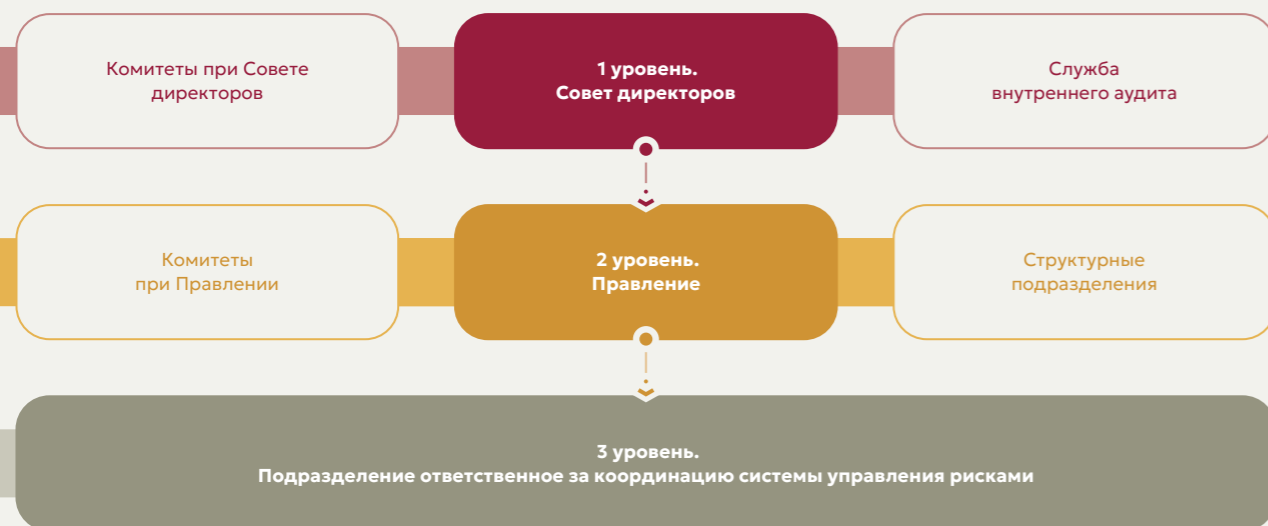 Комитеты при Совете
директоров
1 уровень.
Совет директоров
Служба
внутреннего аудита
Комитеты
при Правлении
2 уровень.
Правление
Структурные
подразделения
3 уровень.
Подразделение ответственное за координацию системы управления рисками